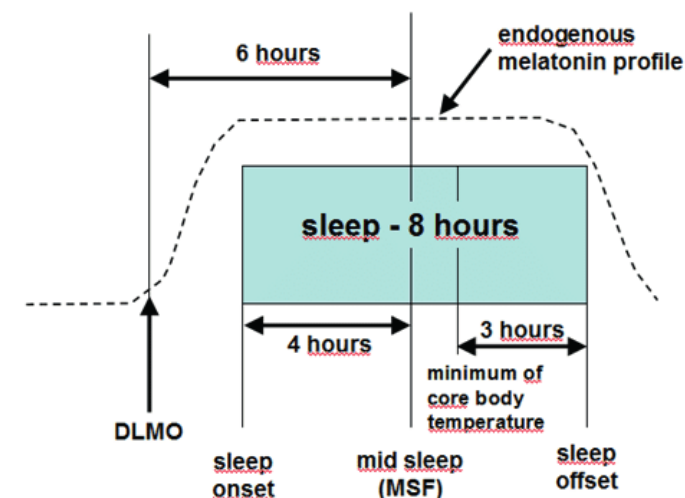 6 hours
endogenous
melatonin profile
sleep - 8 hours
4 hours
3 hours
minimum of
core body
temperature
DLMO
sleep
onset
mid sleep
(MSF)
sleep
offset